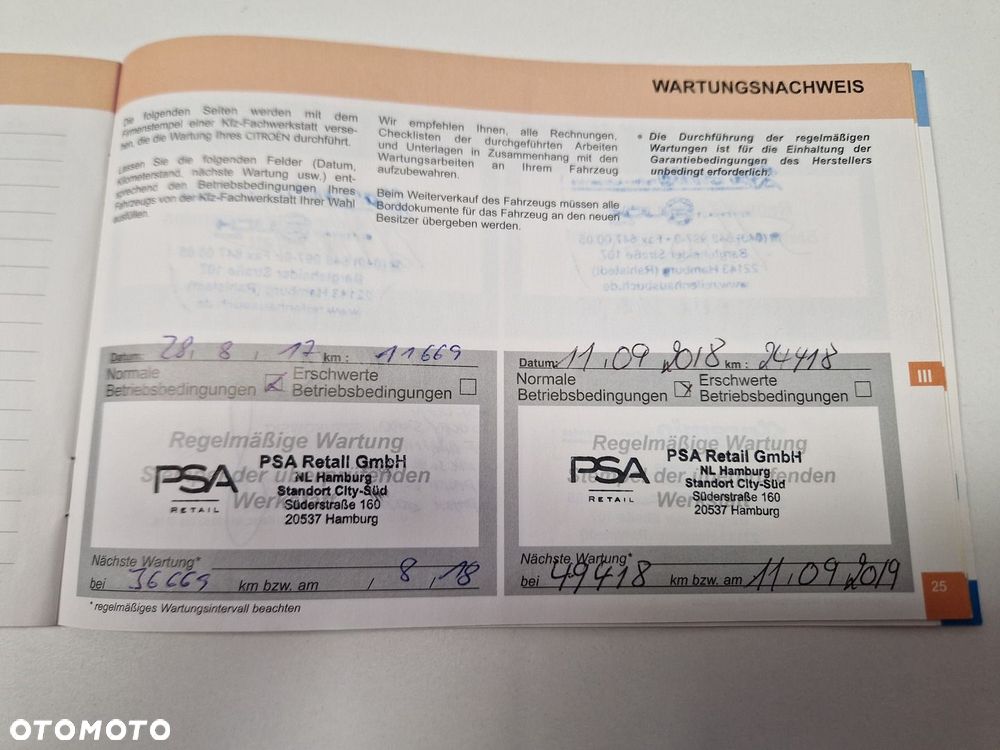 WARTUNGSNACHWEIS
Die folgenden Seiten werden mit dem
Firmenstempel einer Kfz-Fachwerkstatt verse-
hen, die die Wartung Ihres CITROËN durchführt.
Lassen Sie die folgenden Felder (Datum,
Kilometerstand, nächste Wartung usw.) ent-
sprechend den Betriebsbedingungen Ihres
Fahrzeugs von der Kfz-Fachwerkstatt Ihrer Wahl
ausfüllen.
Wir empfehlen Ihnen, alle Rechnungen,
Checklisten der durchgeführten Arbeiten
und Unterlagen in Zusammenhang mit den
Wartungsarbeiten an Ihrem Fahrzeug
aufzubewahren.
Beim Weiterverkauf des Fahrzeugs müssen alle
Borddokumente für das Fahrzeug an den neuen
Besitzer übergeben werden.
• Die Durchführung der regelmäßigen
Wartungen ist für die Einhaltung der
Garantiebedingungen des Herstellers
unbedingt erforderlich.
Datum: 28. 8. 17 km: 11669
Normale
Betriebsbedingungen
Erschwerte
Betriebsbedingungen
Regelmäßige Wartung
Stempel der überprüfenden
PSA
RETAIL
PSA Retail GmbH
NL Hamburg
Standort City-Süd
Süderstraße 160
20537 Hamburg
Nächste Wartung*
bei 36669 km bzw. am / 8, 18
* regelmäßiges Wartungsintervall beachten
Datum: 11.09.2018 km: 24418
Normale
Betriebsbedingungen
Erschwerte
Betriebsbedingungen
Regelmäßige Wartung
Stempel der überprüfenden
PSA
RETAIL
PSA Retail GmbH
NL Hamburg
Standort City-Süd
Süderstraße 160
20537 Hamburg
Nächste Wartung*
bei 49418 km bzw. am 11.09.2019
III
25
OTOMOTO